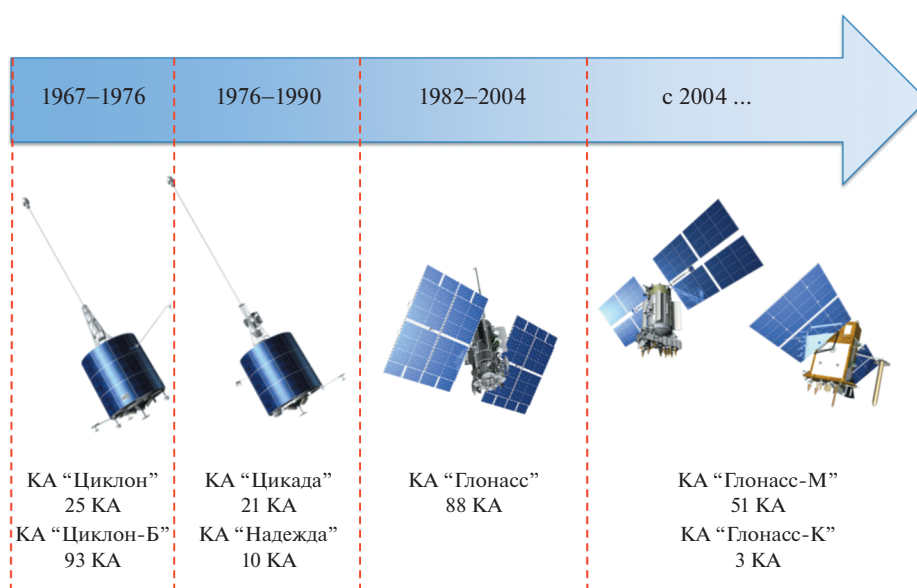 1967–1976
1976–1990
1982–2004
с 2004 ...
КА “Циклон”
25 КА
КА “Циклон-Б”
93 КА
КА “Цикада”
21 КА
КА “Надежда”
10 КА
КА “Глонасс”
88 КА
КА “Глонасс-М”
51 КА
КА “Глонасс-К”
3 КА